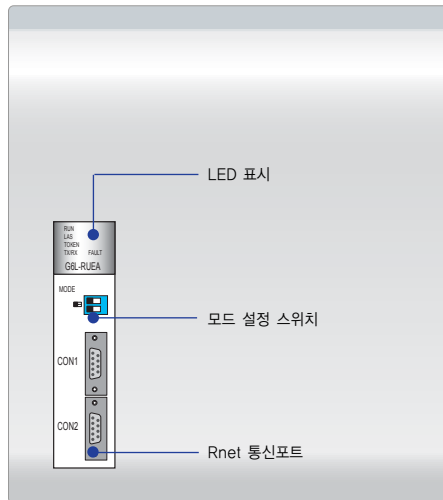 LED 표시
RUN
LAS
TOKEN
TX/RX FAULT
G6L-RUEA
MODE
모드 설정 스위치
CON1
CON2
Rnet 통신포트